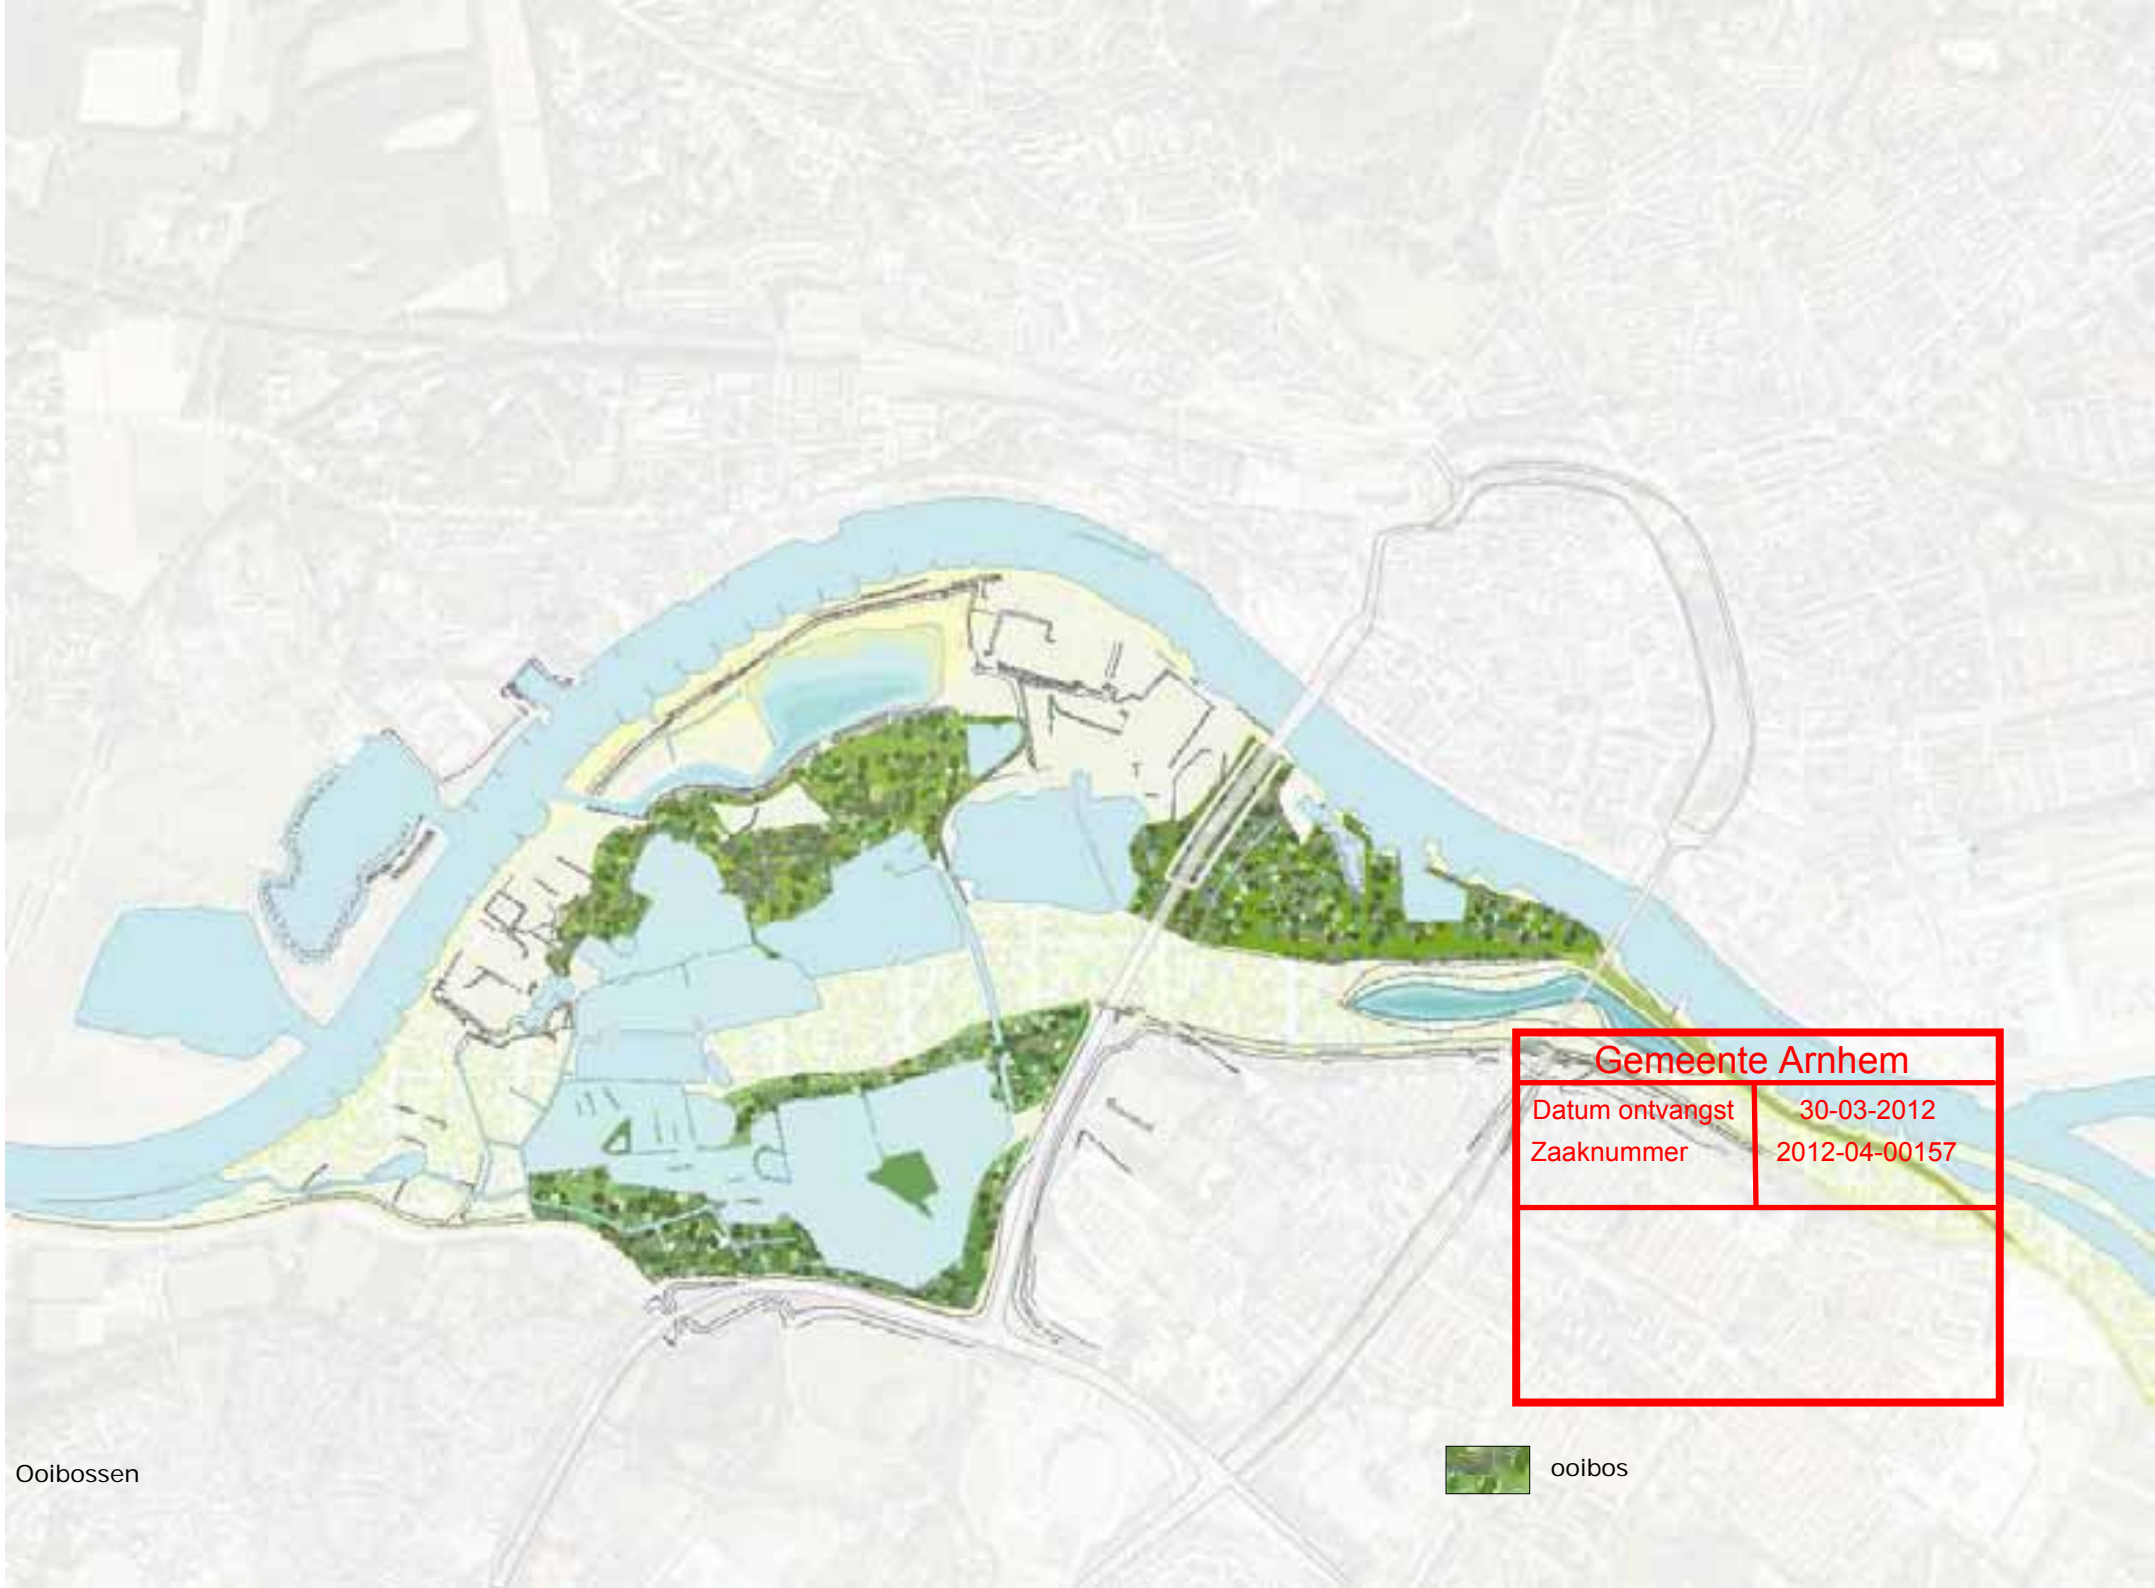 Gemeente Arnhem
Datum ontvangst 30-03-2012
Zaaknummer 2012-04-00157
Ooibossen
ooibos